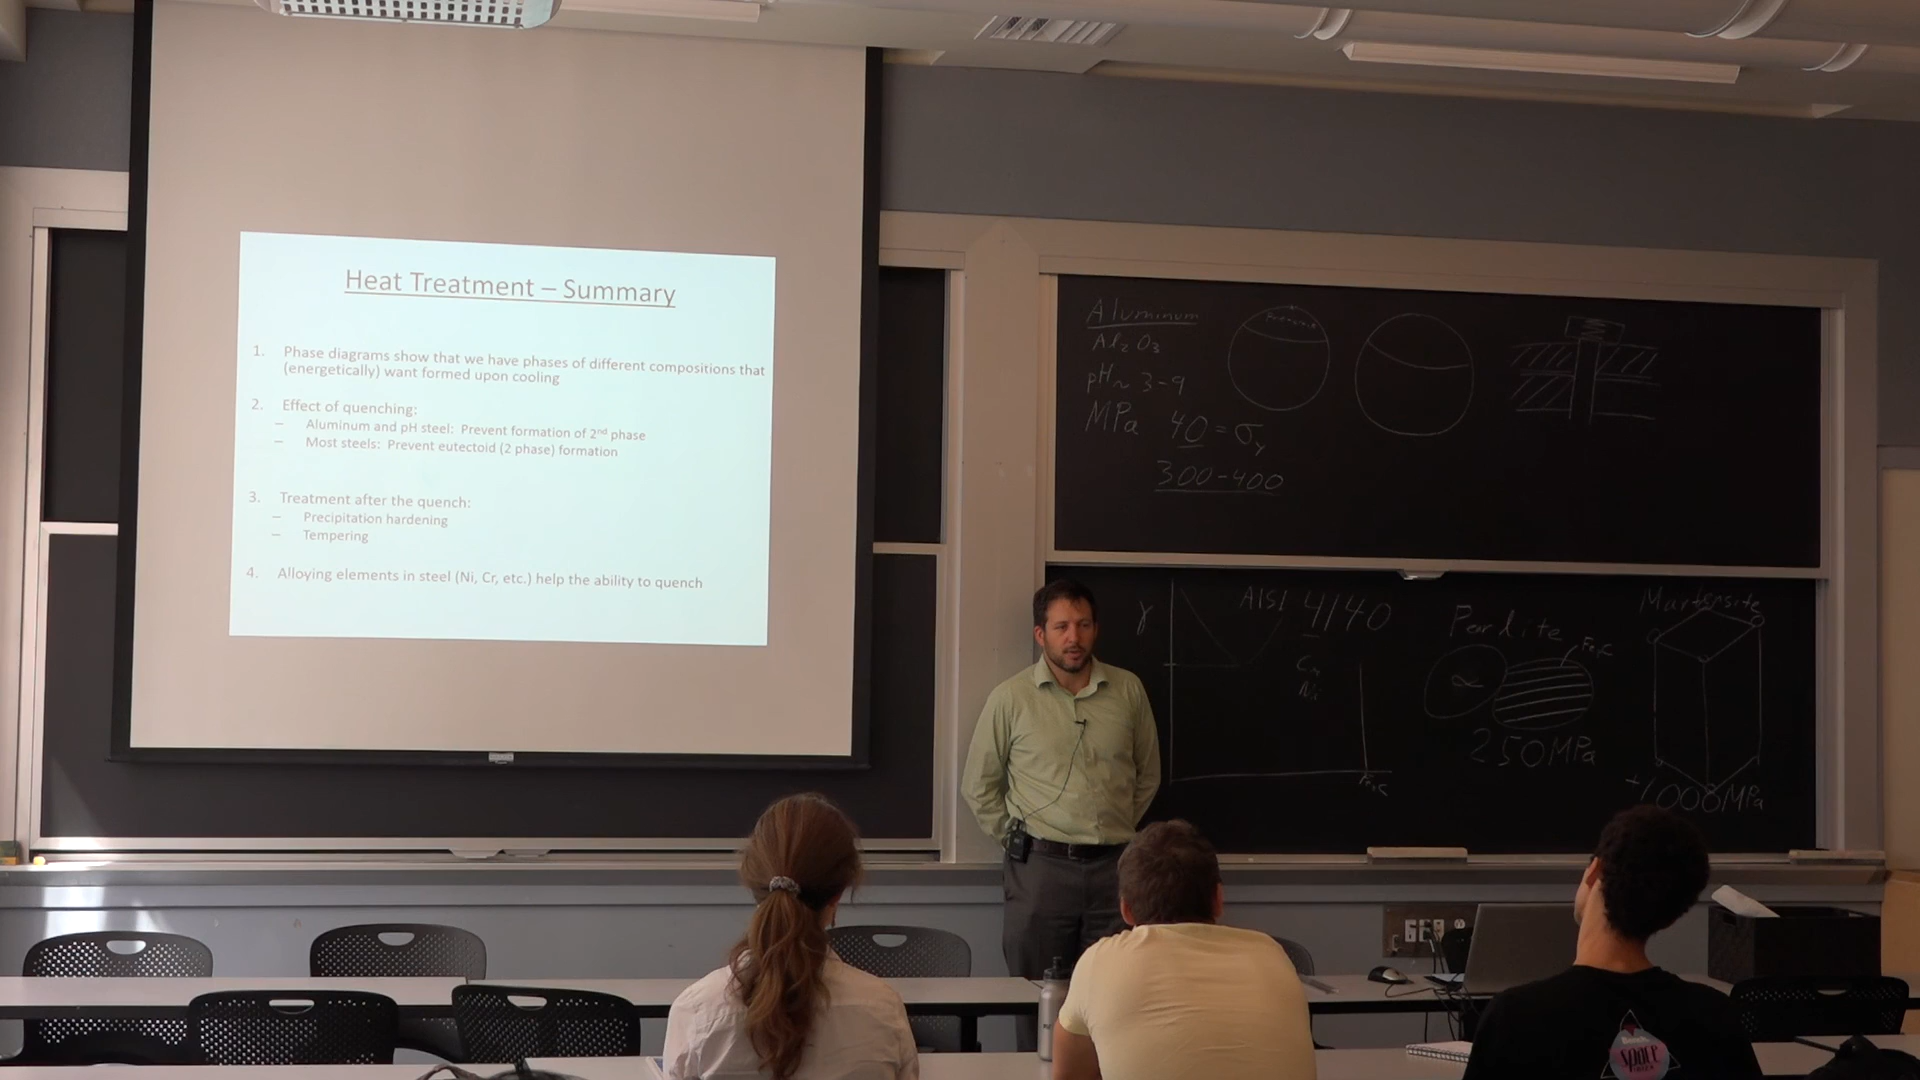 Heat Treatment – Summary
1. Phase diagrams show that we have phases of different compositions that
(energetically) want formed upon cooling
2. Effect of quenching:
– Aluminum and pH steel: Prevent formation of 2nd phase
– Most steels: Prevent eutectoid (2 phase) formation
3. Treatment after the quench:
– Precipitation hardening
– Tempering
4. Alloying elements in steel (Ni, Cr, etc.) help the ability to quench
Aluminum
Al₂O₃
pH~ 3-9
MPa 40 = σy
300-400
γ
AISI 4140
Cr
Ni
Fe₃C
Perlite
Fe₃C
α
250MPa
Martensite
+1000MPa
space